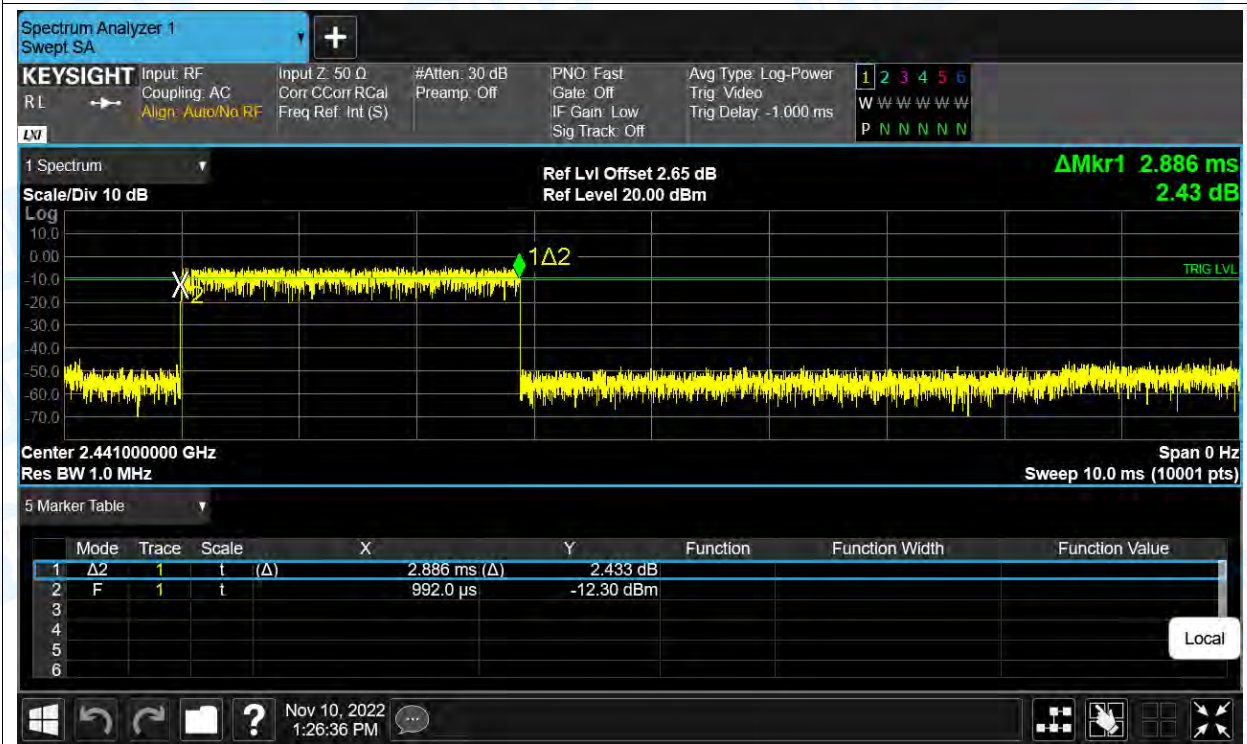 Spectrum Analyzer 1
Swept SA
+
KEYSIGHT Input: RF Input Z: 50 Ω #Atten: 30 dB PNO: Fast Avg Type: Log-Power 1 2 3 4 5 6
R L Coupling: AC Corr CCorr RCal Preamp: Off Gate: Off Trig: Video
Align: Auto/No RF Freq Ref: Int (S) IF Gain: Low Trig Delay: -1.000 ms W W W W W W
LXI Sig Track: Off P N N N N N
1 Spectrum Ref Lvl Offset 2.65 dB ΔMkr1 2.886 ms
Scale/Div 10 dB Ref Level 20.00 dBm 2.43 dB
Log
10.0
0.00 1Δ2
TRIG LVL
-10.0
X2
-20.0
-30.0
-40.0
-50.0
-60.0
-70.0
Center 2.441000000 GHz Span 0 Hz
Res BW 1.0 MHz Sweep 10.0 ms (10001 pts)
5 Marker Table
Mode Trace Scale X Y Function Function Width Function Value
1 Δ2 1 t (Δ) 2.886 ms (Δ) 2.433 dB
2 F 1 t 992.0 µs -12.30 dBm
3
4
5
6
Local
? Nov 10, 2022
1:26:36 PM